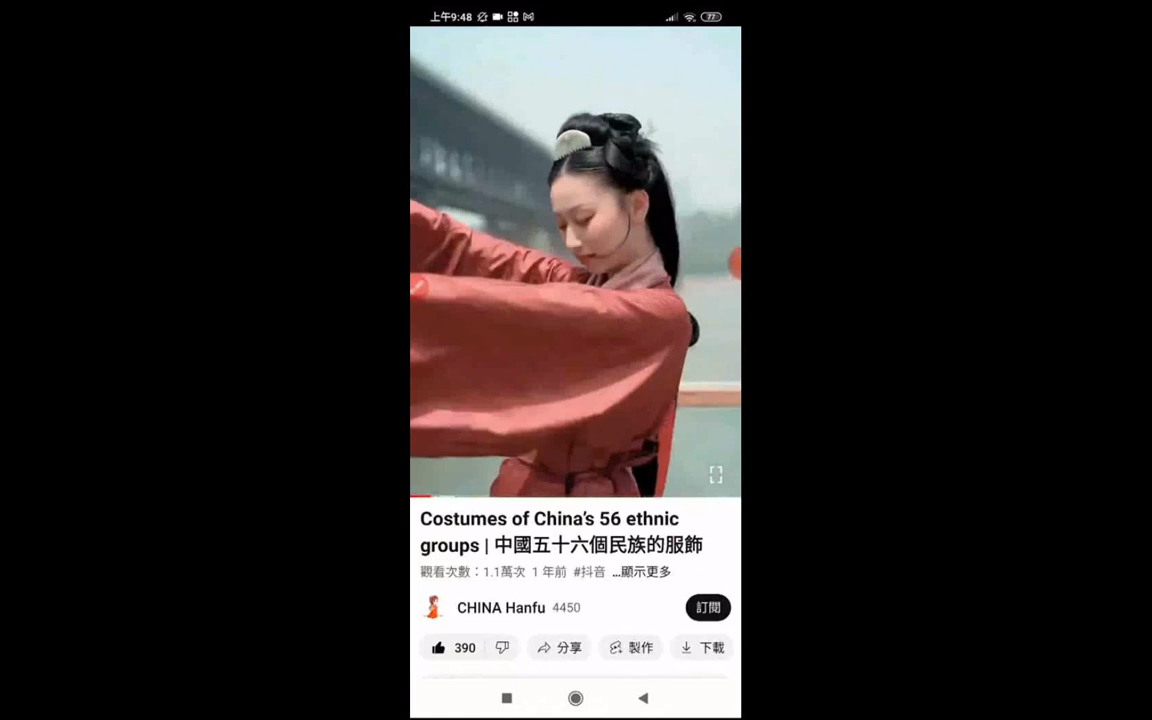 上午9:48
77
Costumes of China’s 56 ethnic
groups | 中國五十六個民族的服飾
觀看次數：1.1萬次 1 年前 #抖音 ...顯示更多
CHINA Hanfu 4450 訂閱
390 分享 製作 下載